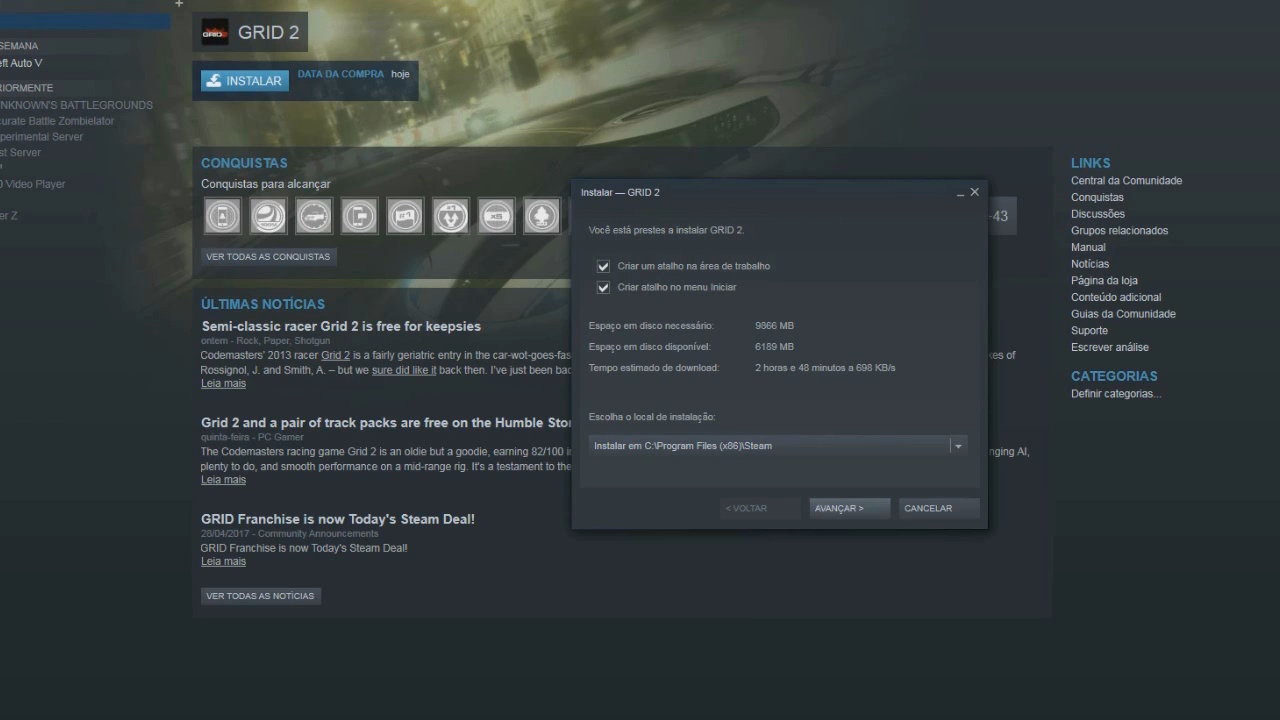 SEMANA
eft Auto V
RIORMENTE
NKNOWN'S BATTLEGROUNDS
curate Battle Zombielator
perimental Server
st Server
0 Video Player
er Z
GRID
GRID 2
INSTALAR
DATA DA COMPRA hoje
CONQUISTAS
Conquistas para alcançar
x5
-43
VER TODAS AS CONQUISTAS
ÚLTIMAS NOTÍCIAS
Semi-classic racer Grid 2 is free for keepsies
ontem - Rock, Paper, Shotgun
Codemasters' 2013 racer Grid 2 is a fairly geriatric entry in the car-wot-goes-fas
kes of
Rossignol, J. and Smith, A. – but we sure did like it back then. I've just been bac
Leia mais
Grid 2 and a pair of track packs are free on the Humble Stor
quinta-feira - PC Gamer
The Codemasters racing game Grid 2 is an oldie but a goodie, earning 82/100 i
nging AI,
plenty to do, and smooth performance on a mid-range rig. It's a testament to the
Leia mais
GRID Franchise is now Today's Steam Deal!
28/04/2017 - Community Announcements
GRID Franchise is now Today's Steam Deal!
Leia mais
VER TODAS AS NOTÍCIAS
Instalar — GRID 2
Você está prestes a instalar GRID 2.
Criar um atalho na área de trabalho
Criar atalho no menu Iniciar
Espaço em disco necessário: 9866 MB
Espaço em disco disponível: 6189 MB
Tempo estimado de download: 2 horas e 48 minutos a 698 KB/s
Escolha o local de instalação:
Instalar em C:\Program Files (x86)\Steam
< VOLTAR AVANÇAR > CANCELAR
LINKS
Central da Comunidade
Conquistas
Discussões
Grupos relacionados
Manual
Notícias
Página da loja
Conteúdo adicional
Guias da Comunidade
Suporte
Escrever análise
CATEGORIAS
Definir categorias...